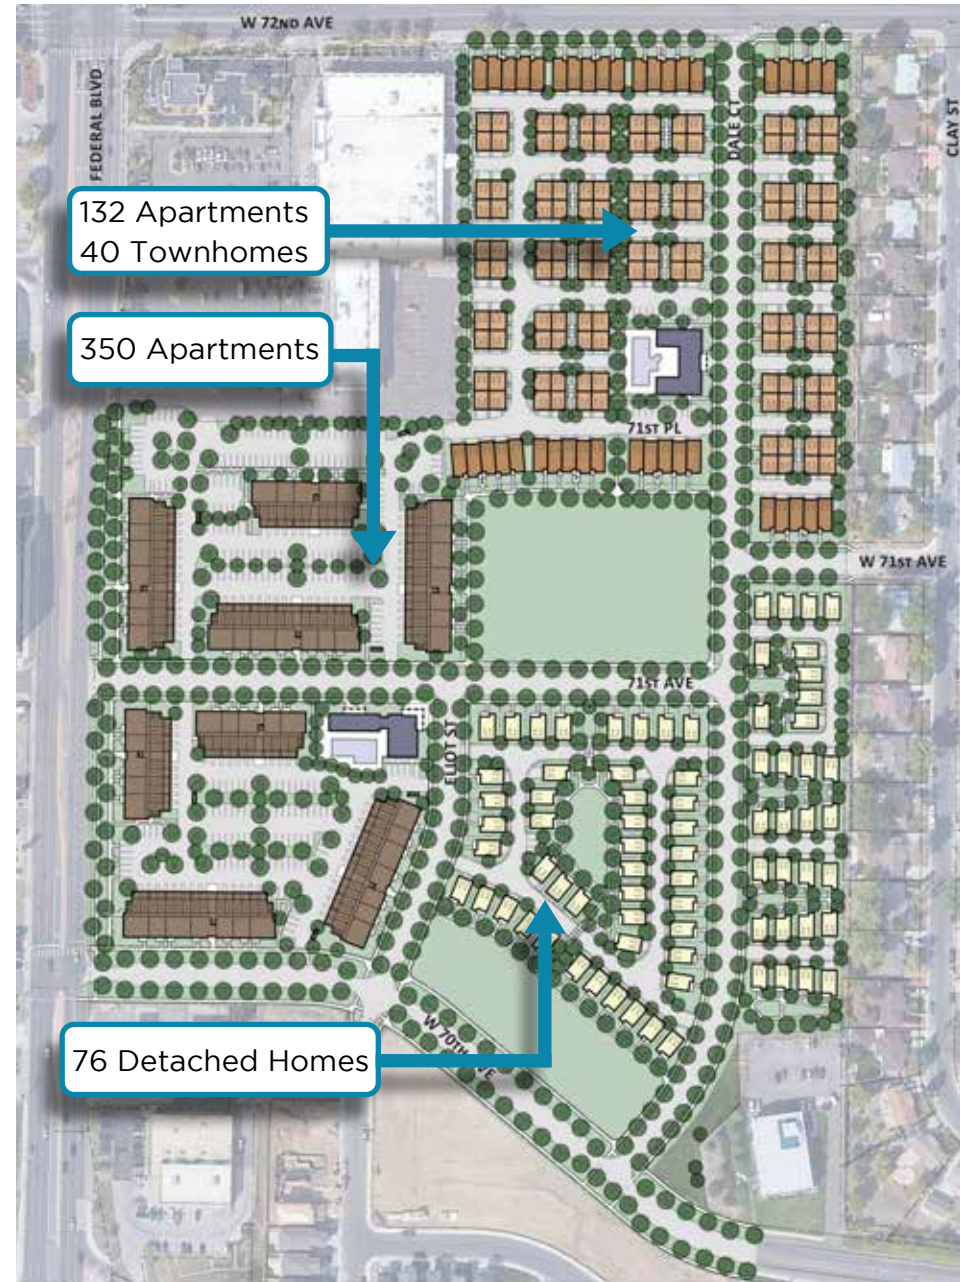 W 72ND AVE
FEDERAL BLVD
DALE CT
CLAY ST
132 Apartments
40 Townhomes
350 Apartments
71ST PL
W 71ST AVE
71ST AVE
ELIOT ST
76 Detached Homes
W 70TH AVE